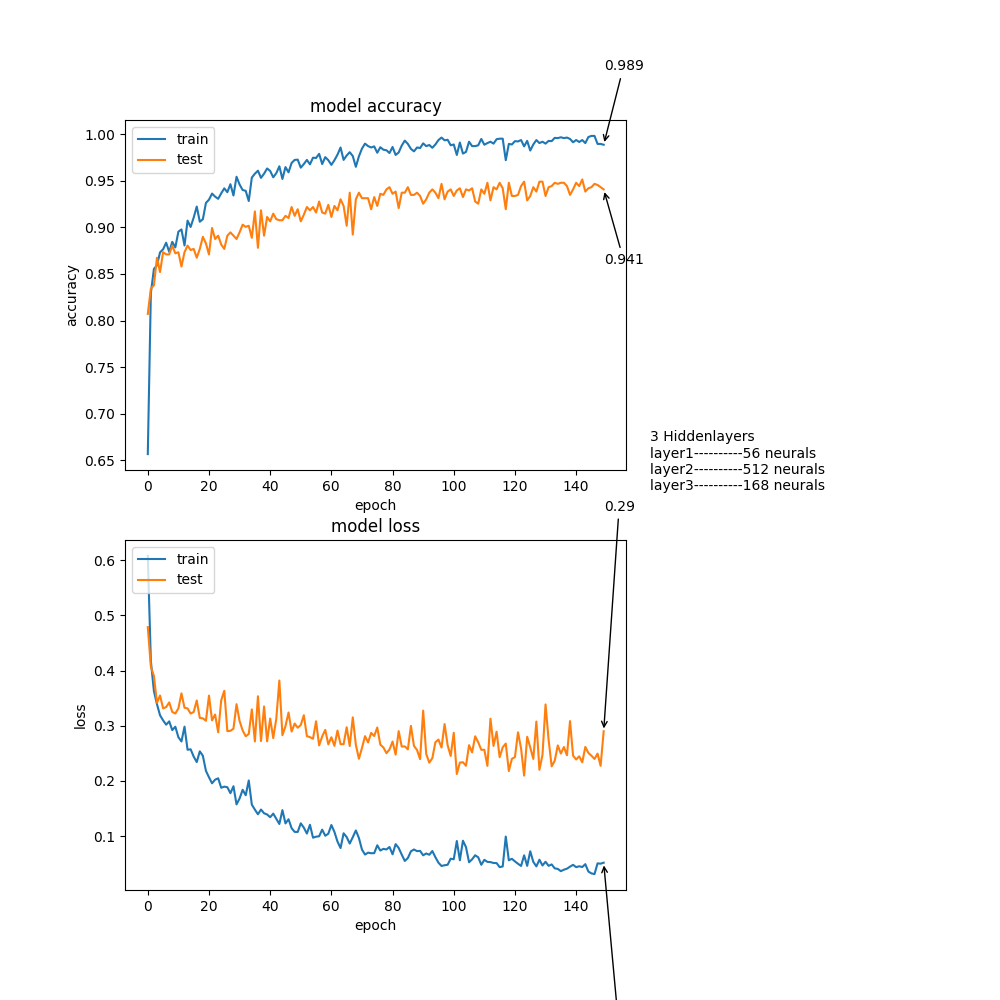 0.989
model accuracy
train
test
1.00
0.95
0.90
0.85
0.80
0.75
0.70
0.65
accuracy
0.941
0 20 40 60 80 100 120 140
epoch
3 Hiddenlayers
layer1----------56 neurals
layer2----------512 neurals
layer3----------168 neurals
0.29
model loss
train
test
0.6
0.5
0.4
0.3
0.2
0.1
loss
0 20 40 60 80 100 120 140
epoch